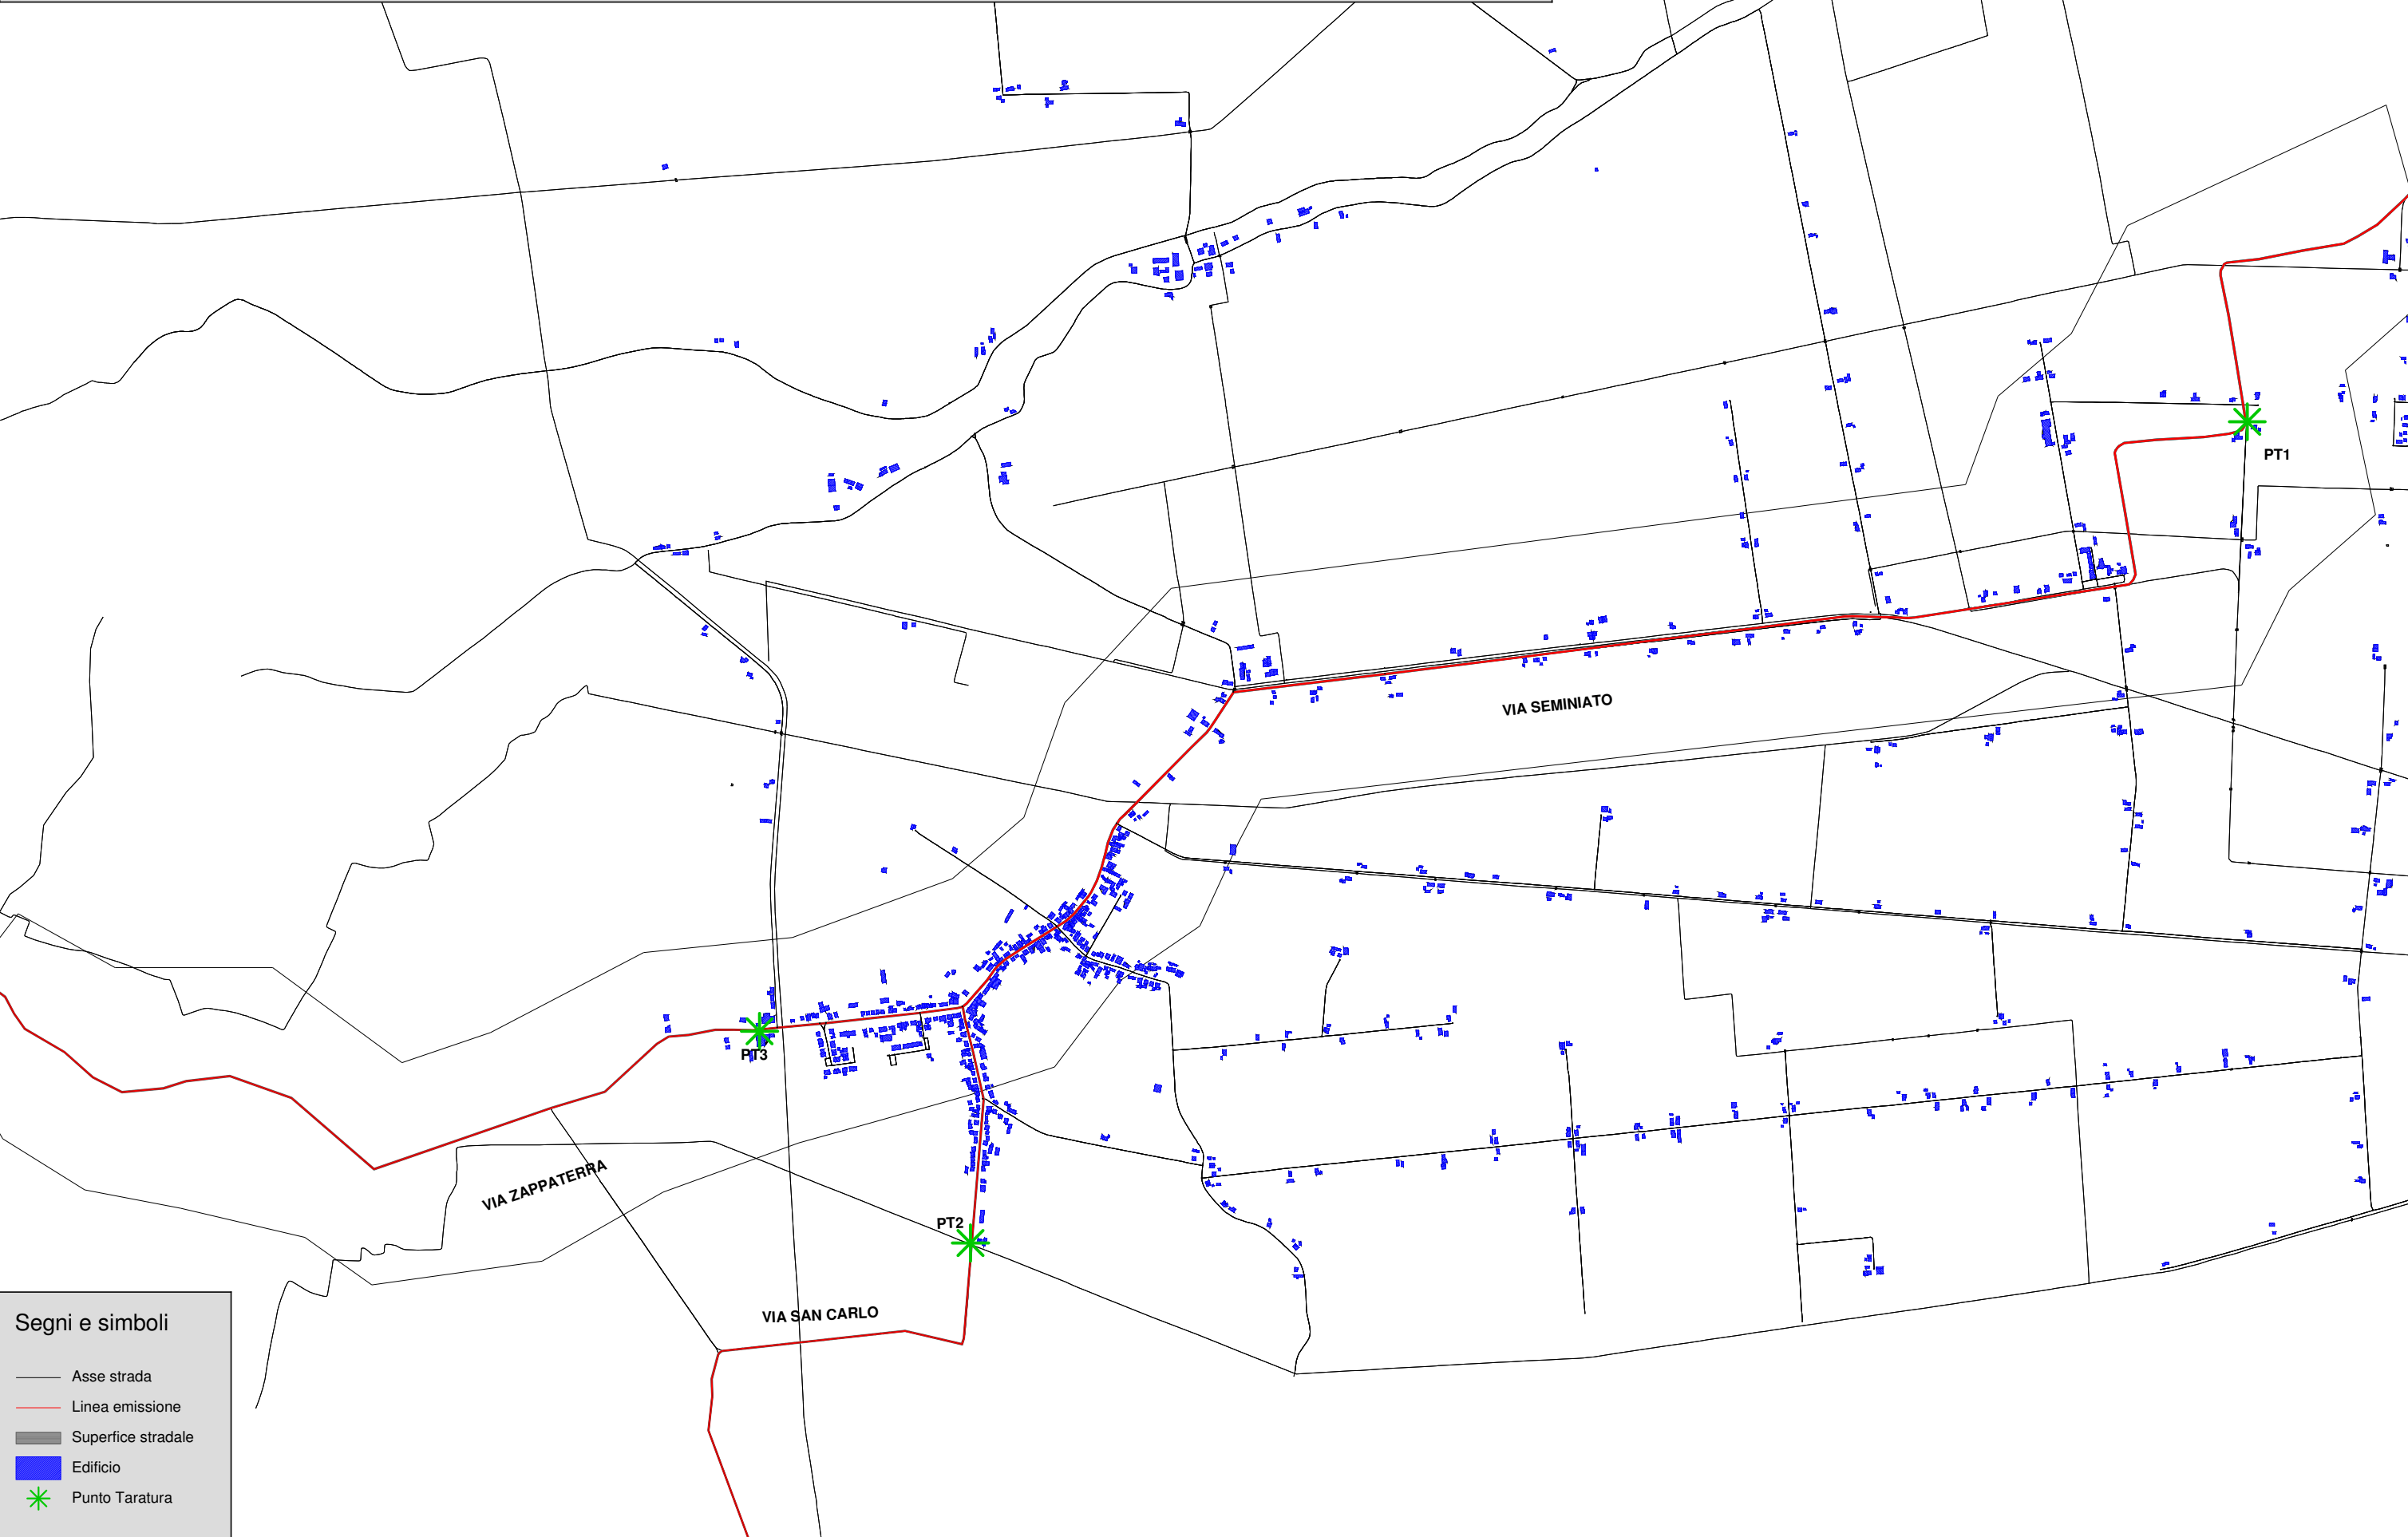 PT1
VIA SEMINIATO
PT3
VIA ZAPPATERRA
PT2
VIA SAN CARLO
Segni e simboli
Asse strada
Linea emissione
Superfice stradale
Edificio
Punto Taratura